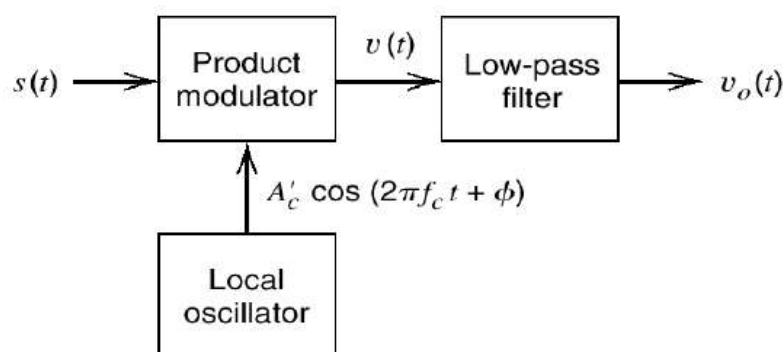 s(t)
Product
modulator
v(t)
Low-pass
filter
v_o(t)
A'_c cos (2πf_c t + ϕ)
Local
oscillator